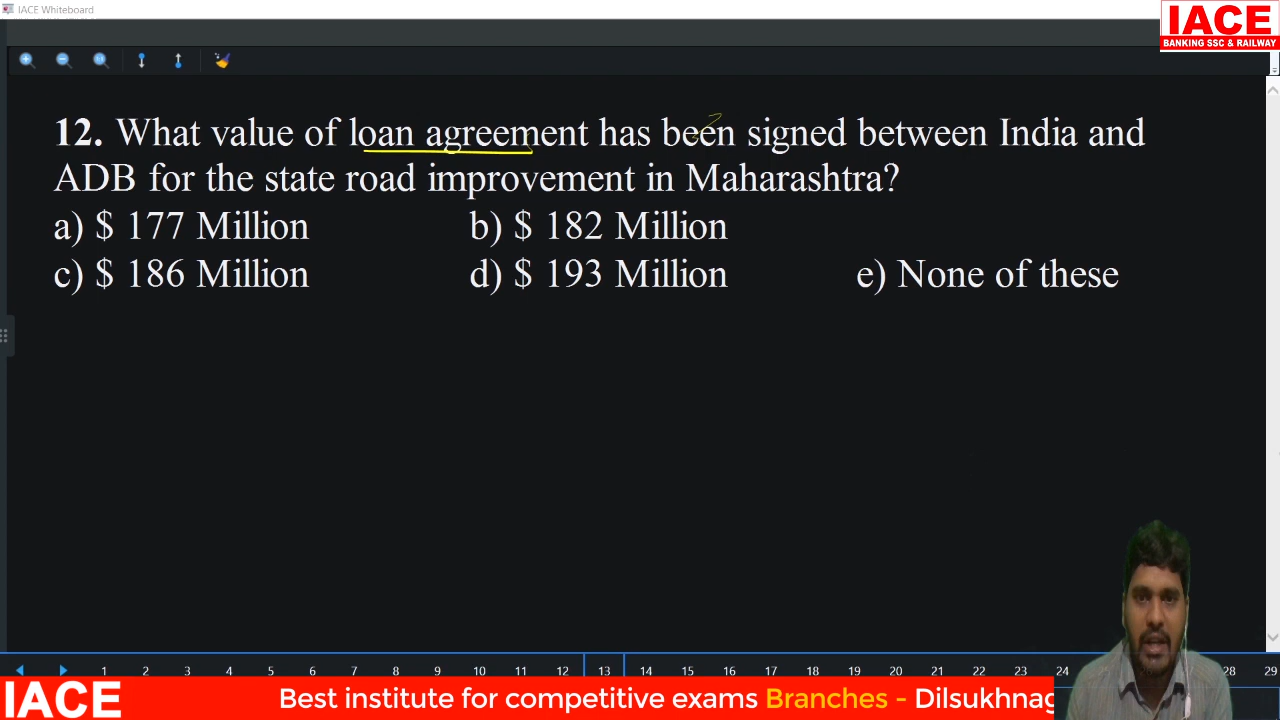 IACE Whiteboard
IACE
BANKING SSC & RAILWAY
12. What value of loan agreement has been signed between India and
ADB for the state road improvement in Maharashtra?
a) $ 177 Million b) $ 182 Million
c) $ 186 Million d) $ 193 Million e) None of these
1 2 3 4 5 6 7 8 9 10 11 12 13 14 15 16 17 18 19 20 21 22 23 24 28 29
IACE Best institute for competitive exams Branches - Dilsukhnag